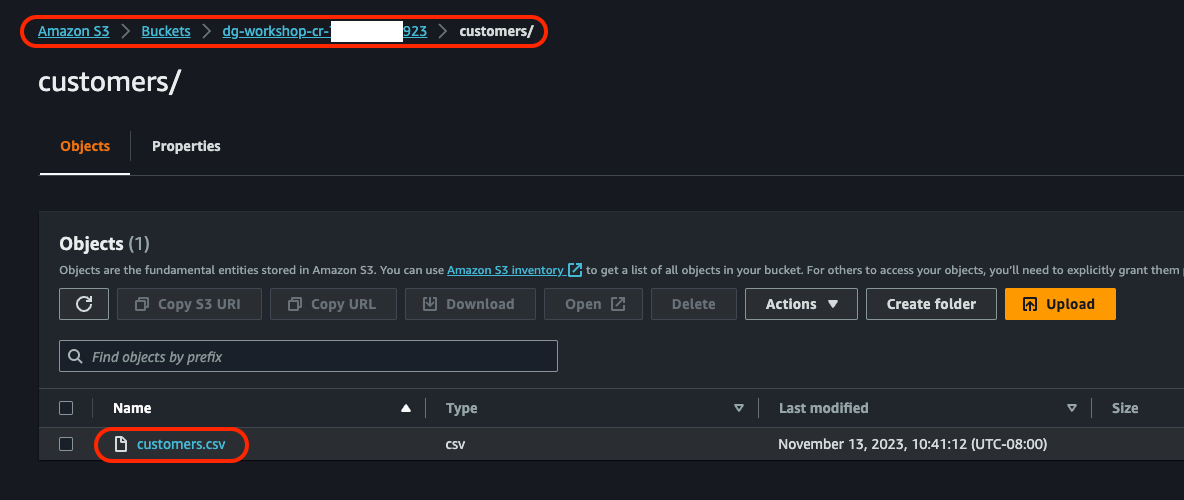 Amazon S3 > Buckets > dg-workshop-cr- 923 > customers/
customers/
Objects Properties
Objects (1)
Objects are the fundamental entities stored in Amazon S3. You can use Amazon S3 inventory to get a list of all objects in your bucket. For others to access your objects, you'll need to explicitly grant them
Copy S3 URI Copy URL Download Open Delete Actions Create folder Upload
Find objects by prefix
Name Type Last modified Size
customers.csv csv November 13, 2023, 10:41:12 (UTC-08:00)